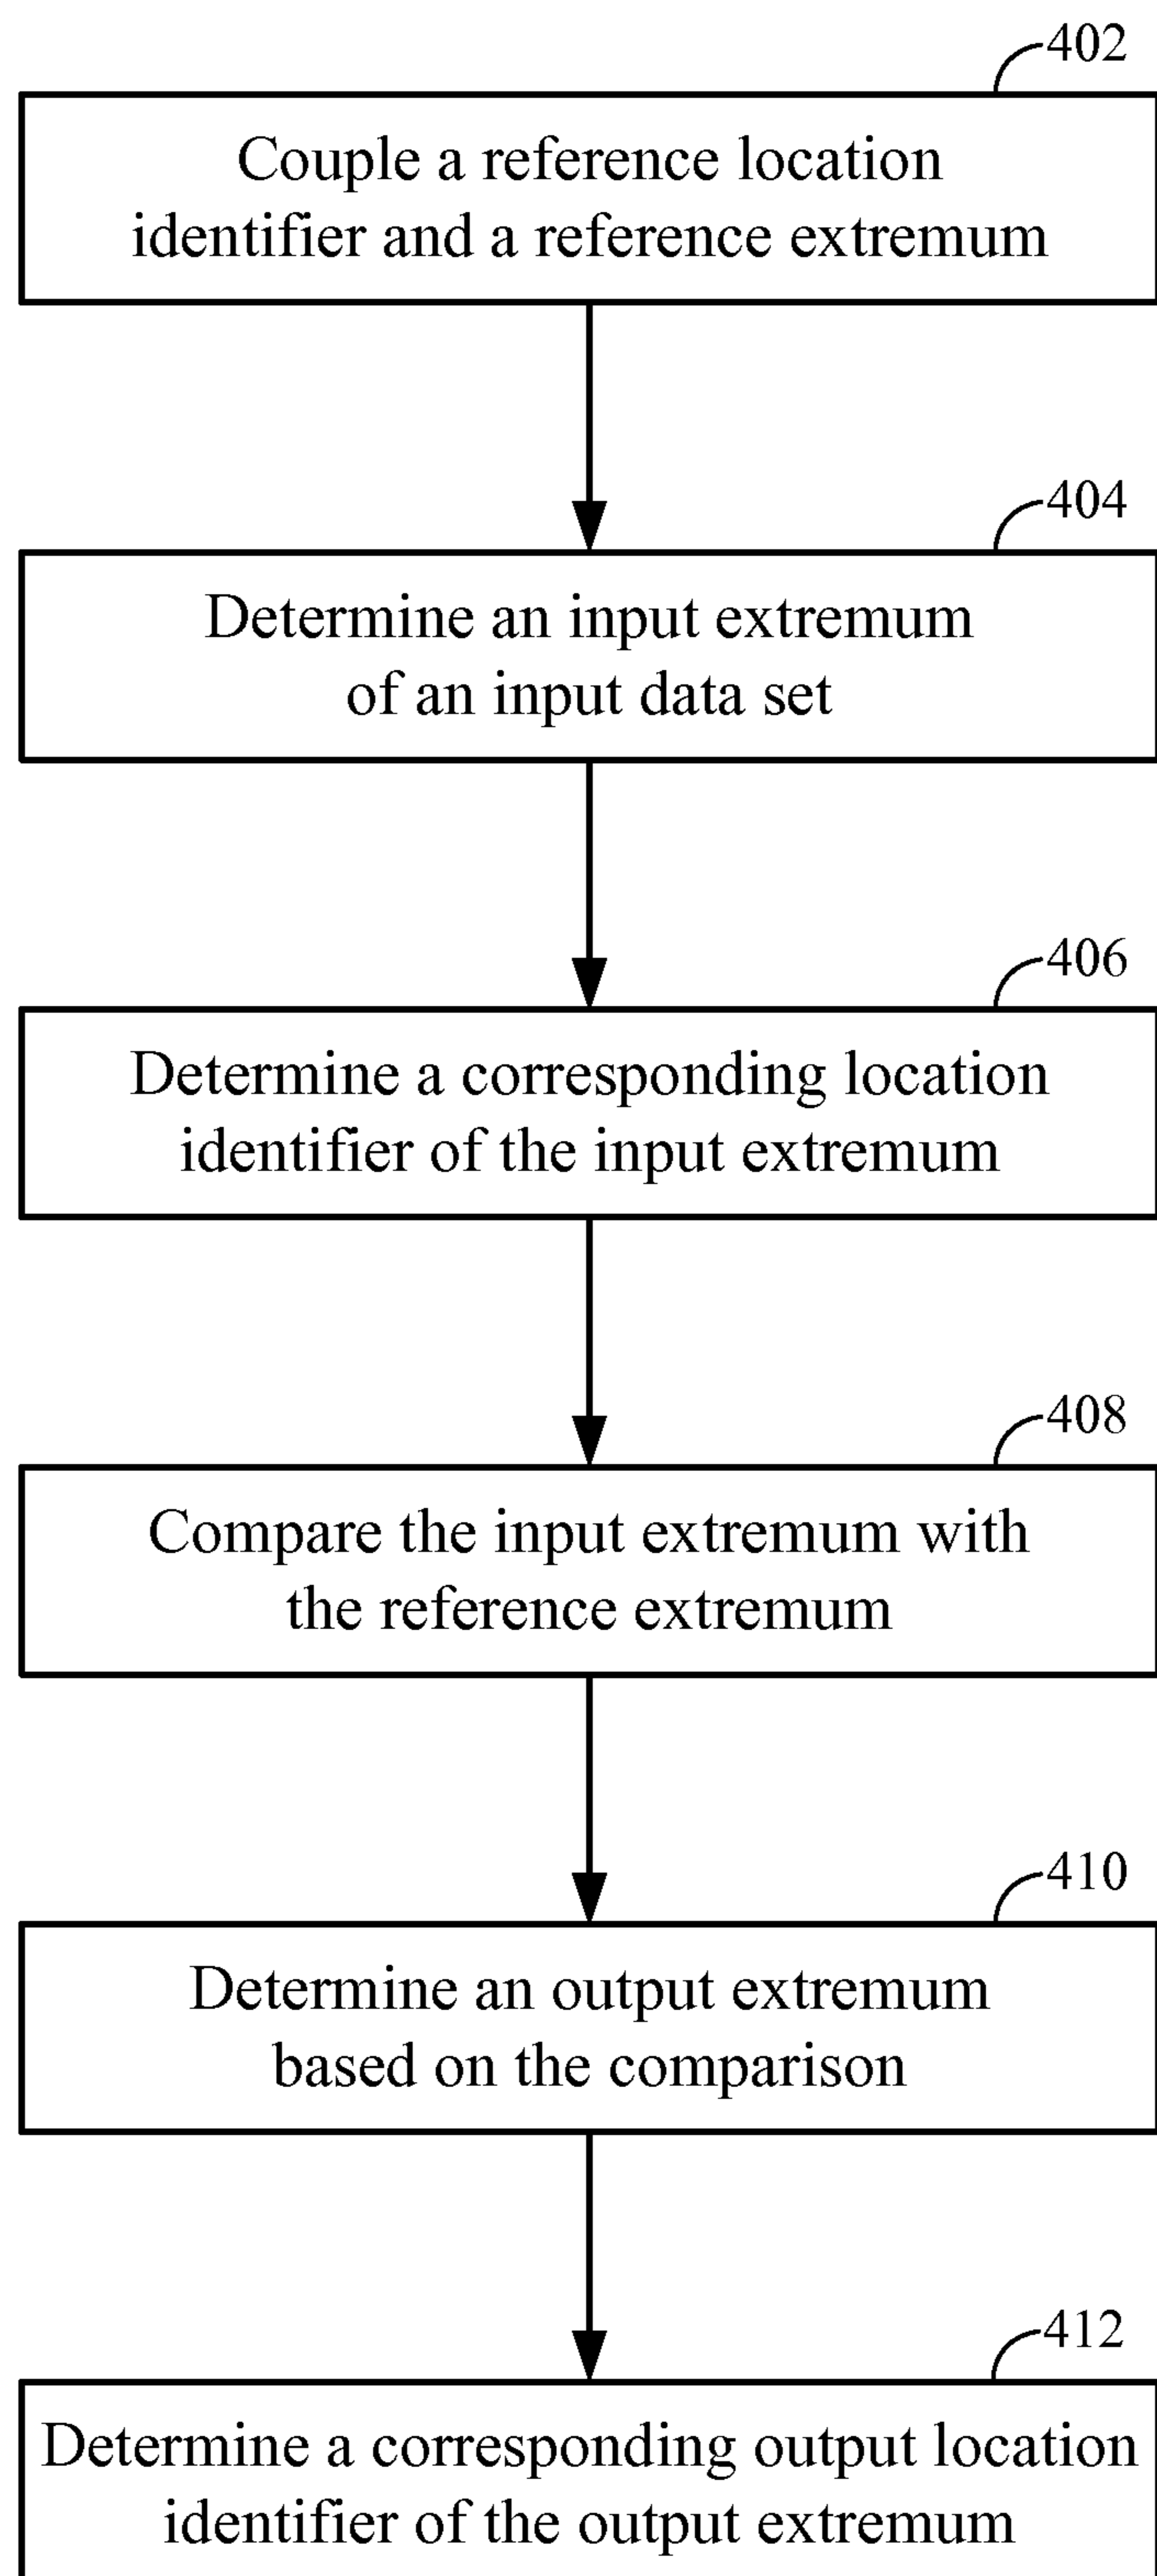 402
Couple a reference location
identifier and a reference extremum
404
Determine an input extremum
of an input data set
406
Determine a corresponding location
identifier of the input extremum
408
Compare the input extremum with
the reference extremum
410
Determine an output extremum
based on the comparison
412
Determine a corresponding output location
identifier of the output extremum